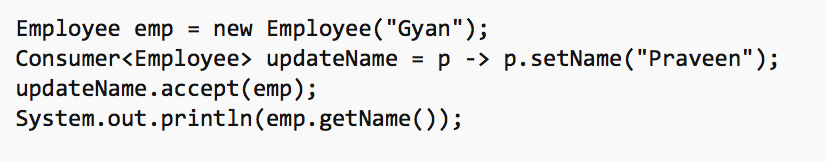 Employee emp = new Employee("Gyan");
Consumer<Employee> updateName = p -> p.setName("Praveen");
updateName.accept(emp);
System.out.println(emp.getName());